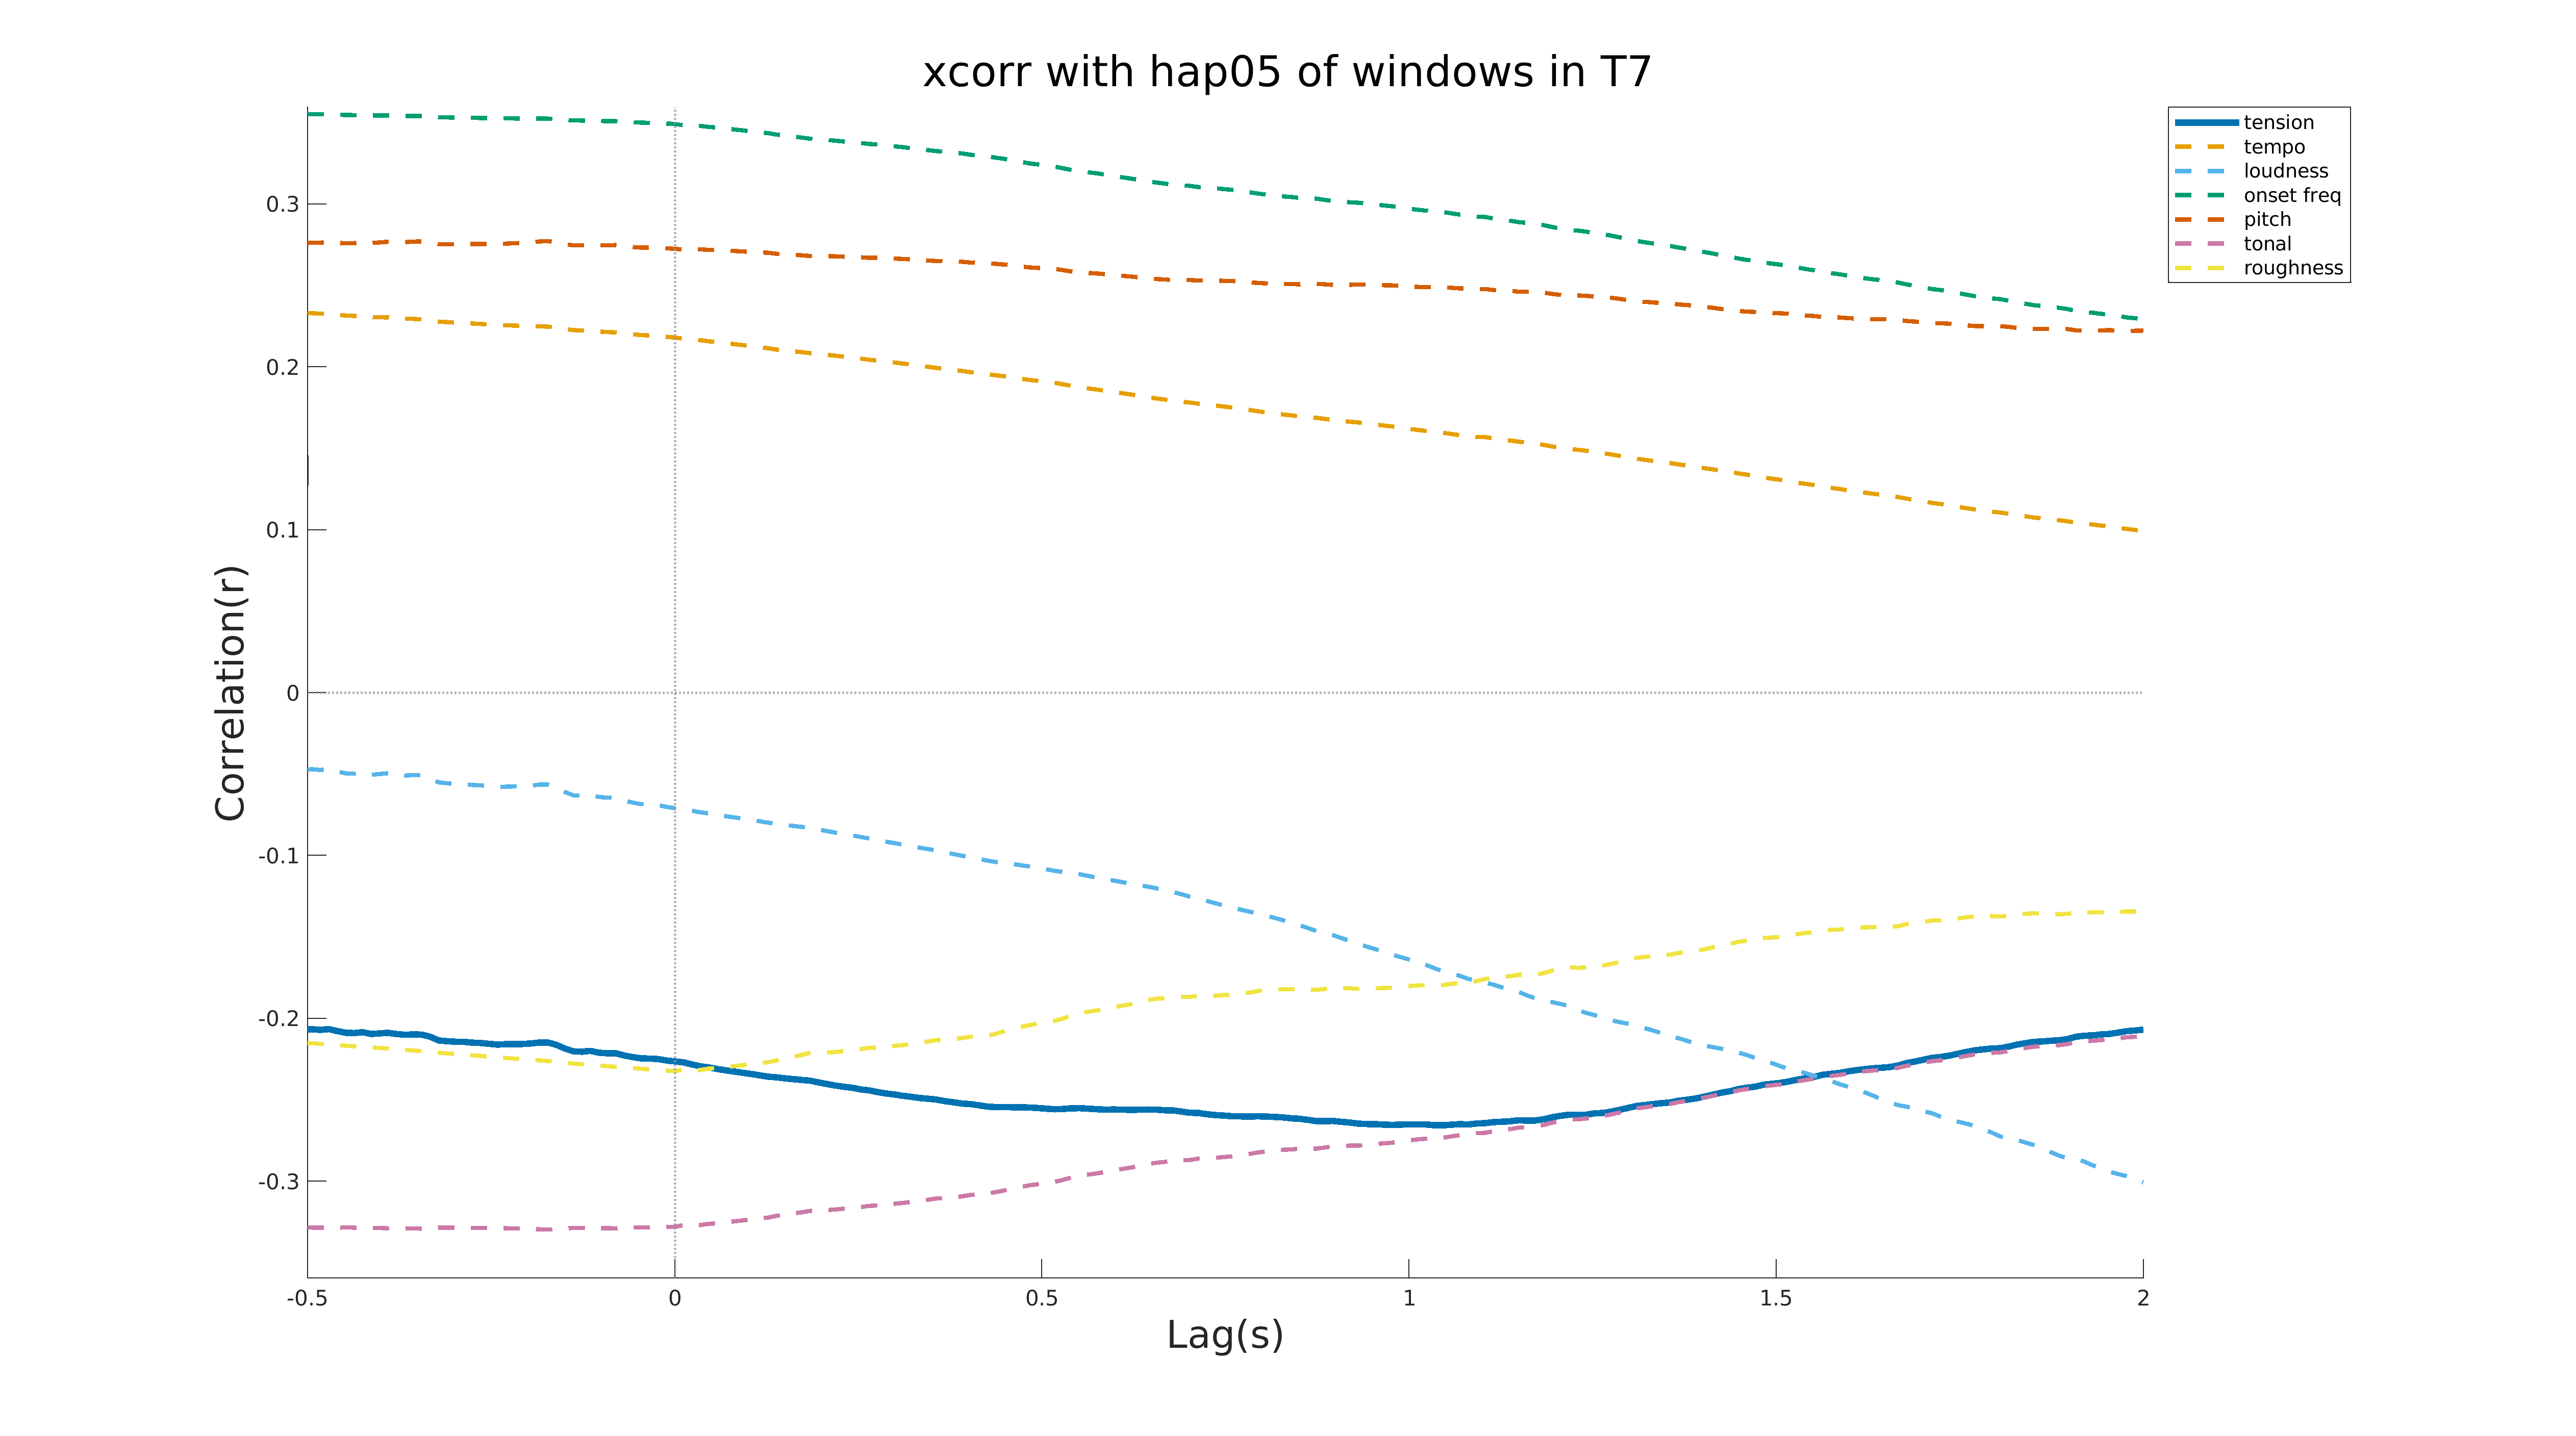 xcorr with hap05 of windows in T7
tension
tempo
loudness
onset freq
pitch
tonal
roughness
Correlation(r)
0.3
0.2
0.1
0
-0.1
-0.2
-0.3
-0.5 0 0.5 1 1.5 2
Lag(s)